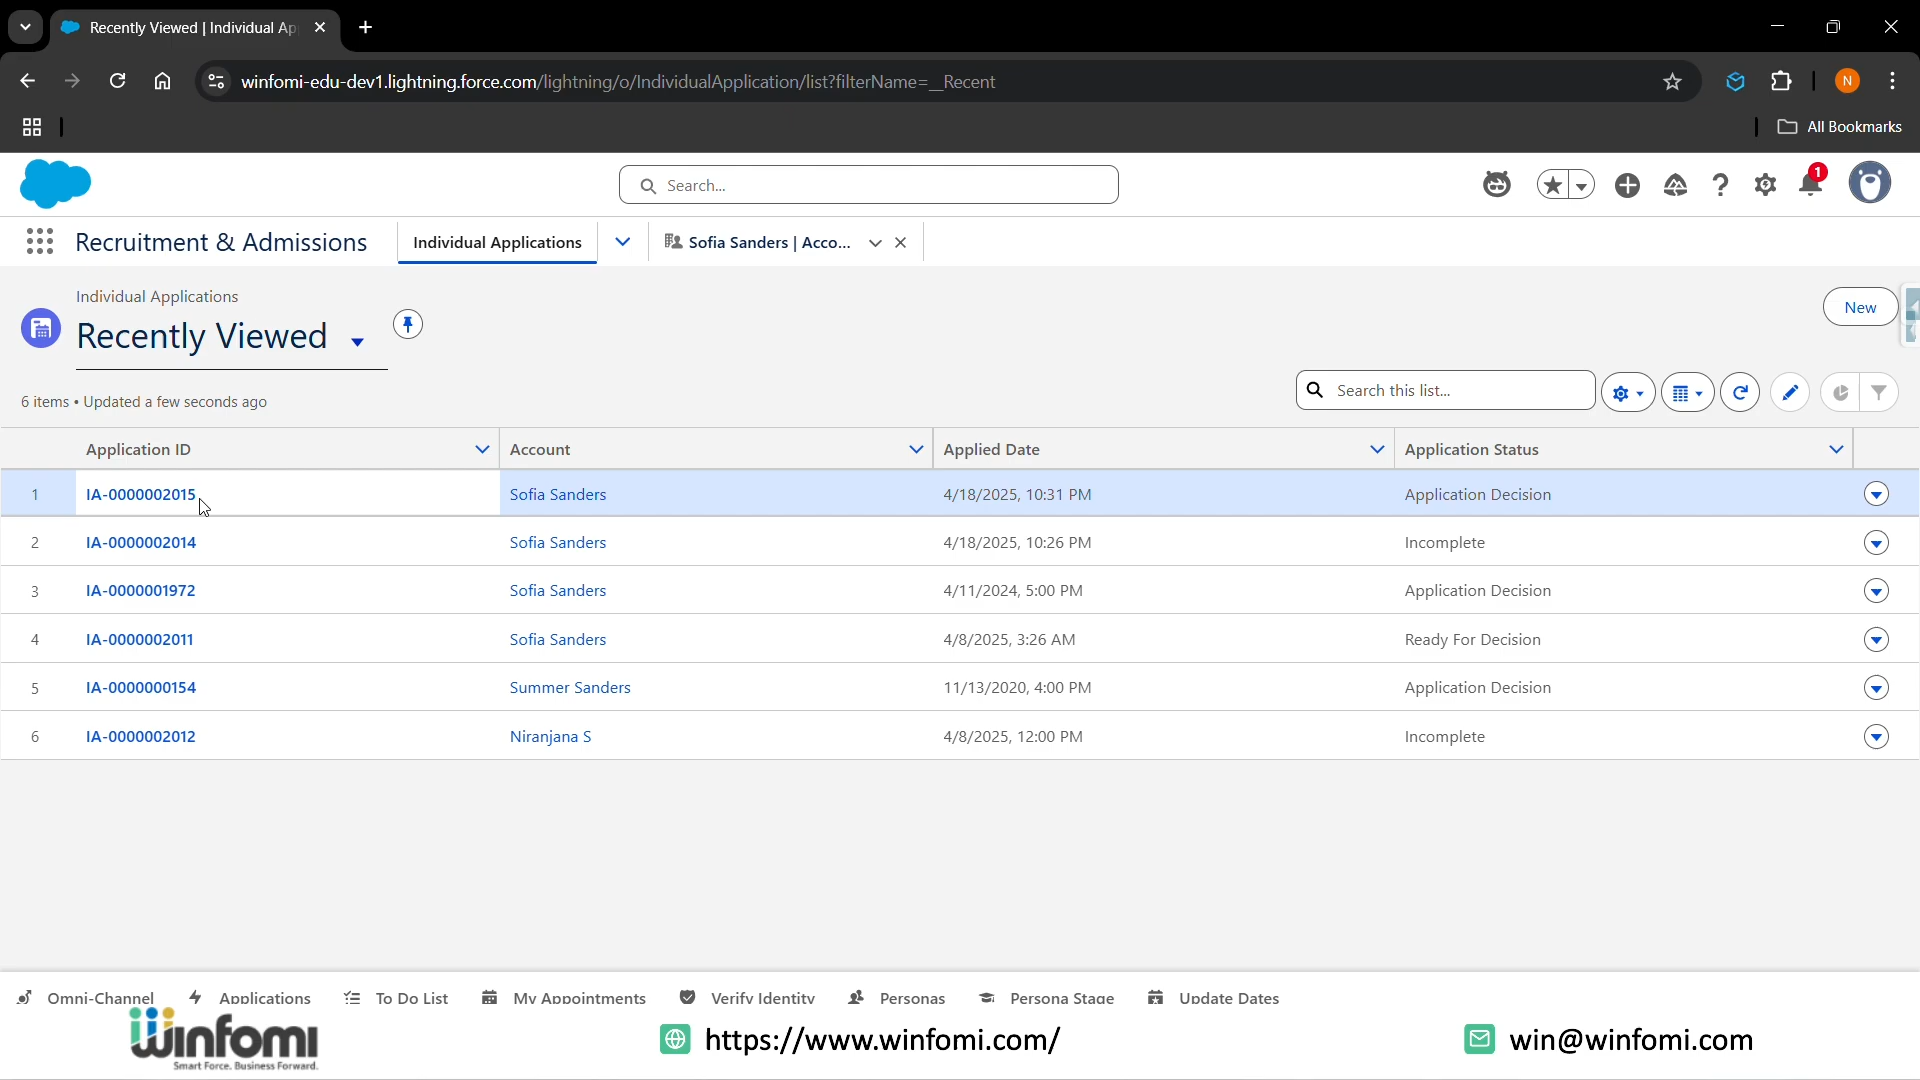 Recently Viewed | Individual Ap
winfomi-edu-dev1.lightning.force.com/lightning/o/IndividualApplication/list?filterName=__Recent
N
All Bookmarks
Search...
1
Recruitment & Admissions
Individual Applications
Sofia Sanders | Acco...
Individual Applications
Recently Viewed
New
6 items • Updated a few seconds ago
Search this list...
Application ID Account Applied Date Application Status
1 IA-0000002015 Sofia Sanders 4/18/2025, 10:31 PM Application Decision
2 IA-0000002014 Sofia Sanders 4/18/2025, 10:26 PM Incomplete
3 IA-0000001972 Sofia Sanders 4/11/2024, 5:00 PM Application Decision
4 IA-0000002011 Sofia Sanders 4/8/2025, 3:26 AM Ready For Decision
5 IA-0000000154 Summer Sanders 11/13/2020, 4:00 PM Application Decision
6 IA-0000002012 Niranjana S 4/8/2025, 12:00 PM Incomplete
Omni-Channel Applications To Do List My Appointments Verify Identity Personas Persona Stage Update Dates
Winfomi
Smart Force. Business Forward.
https://www.winfomi.com/
win@winfomi.com